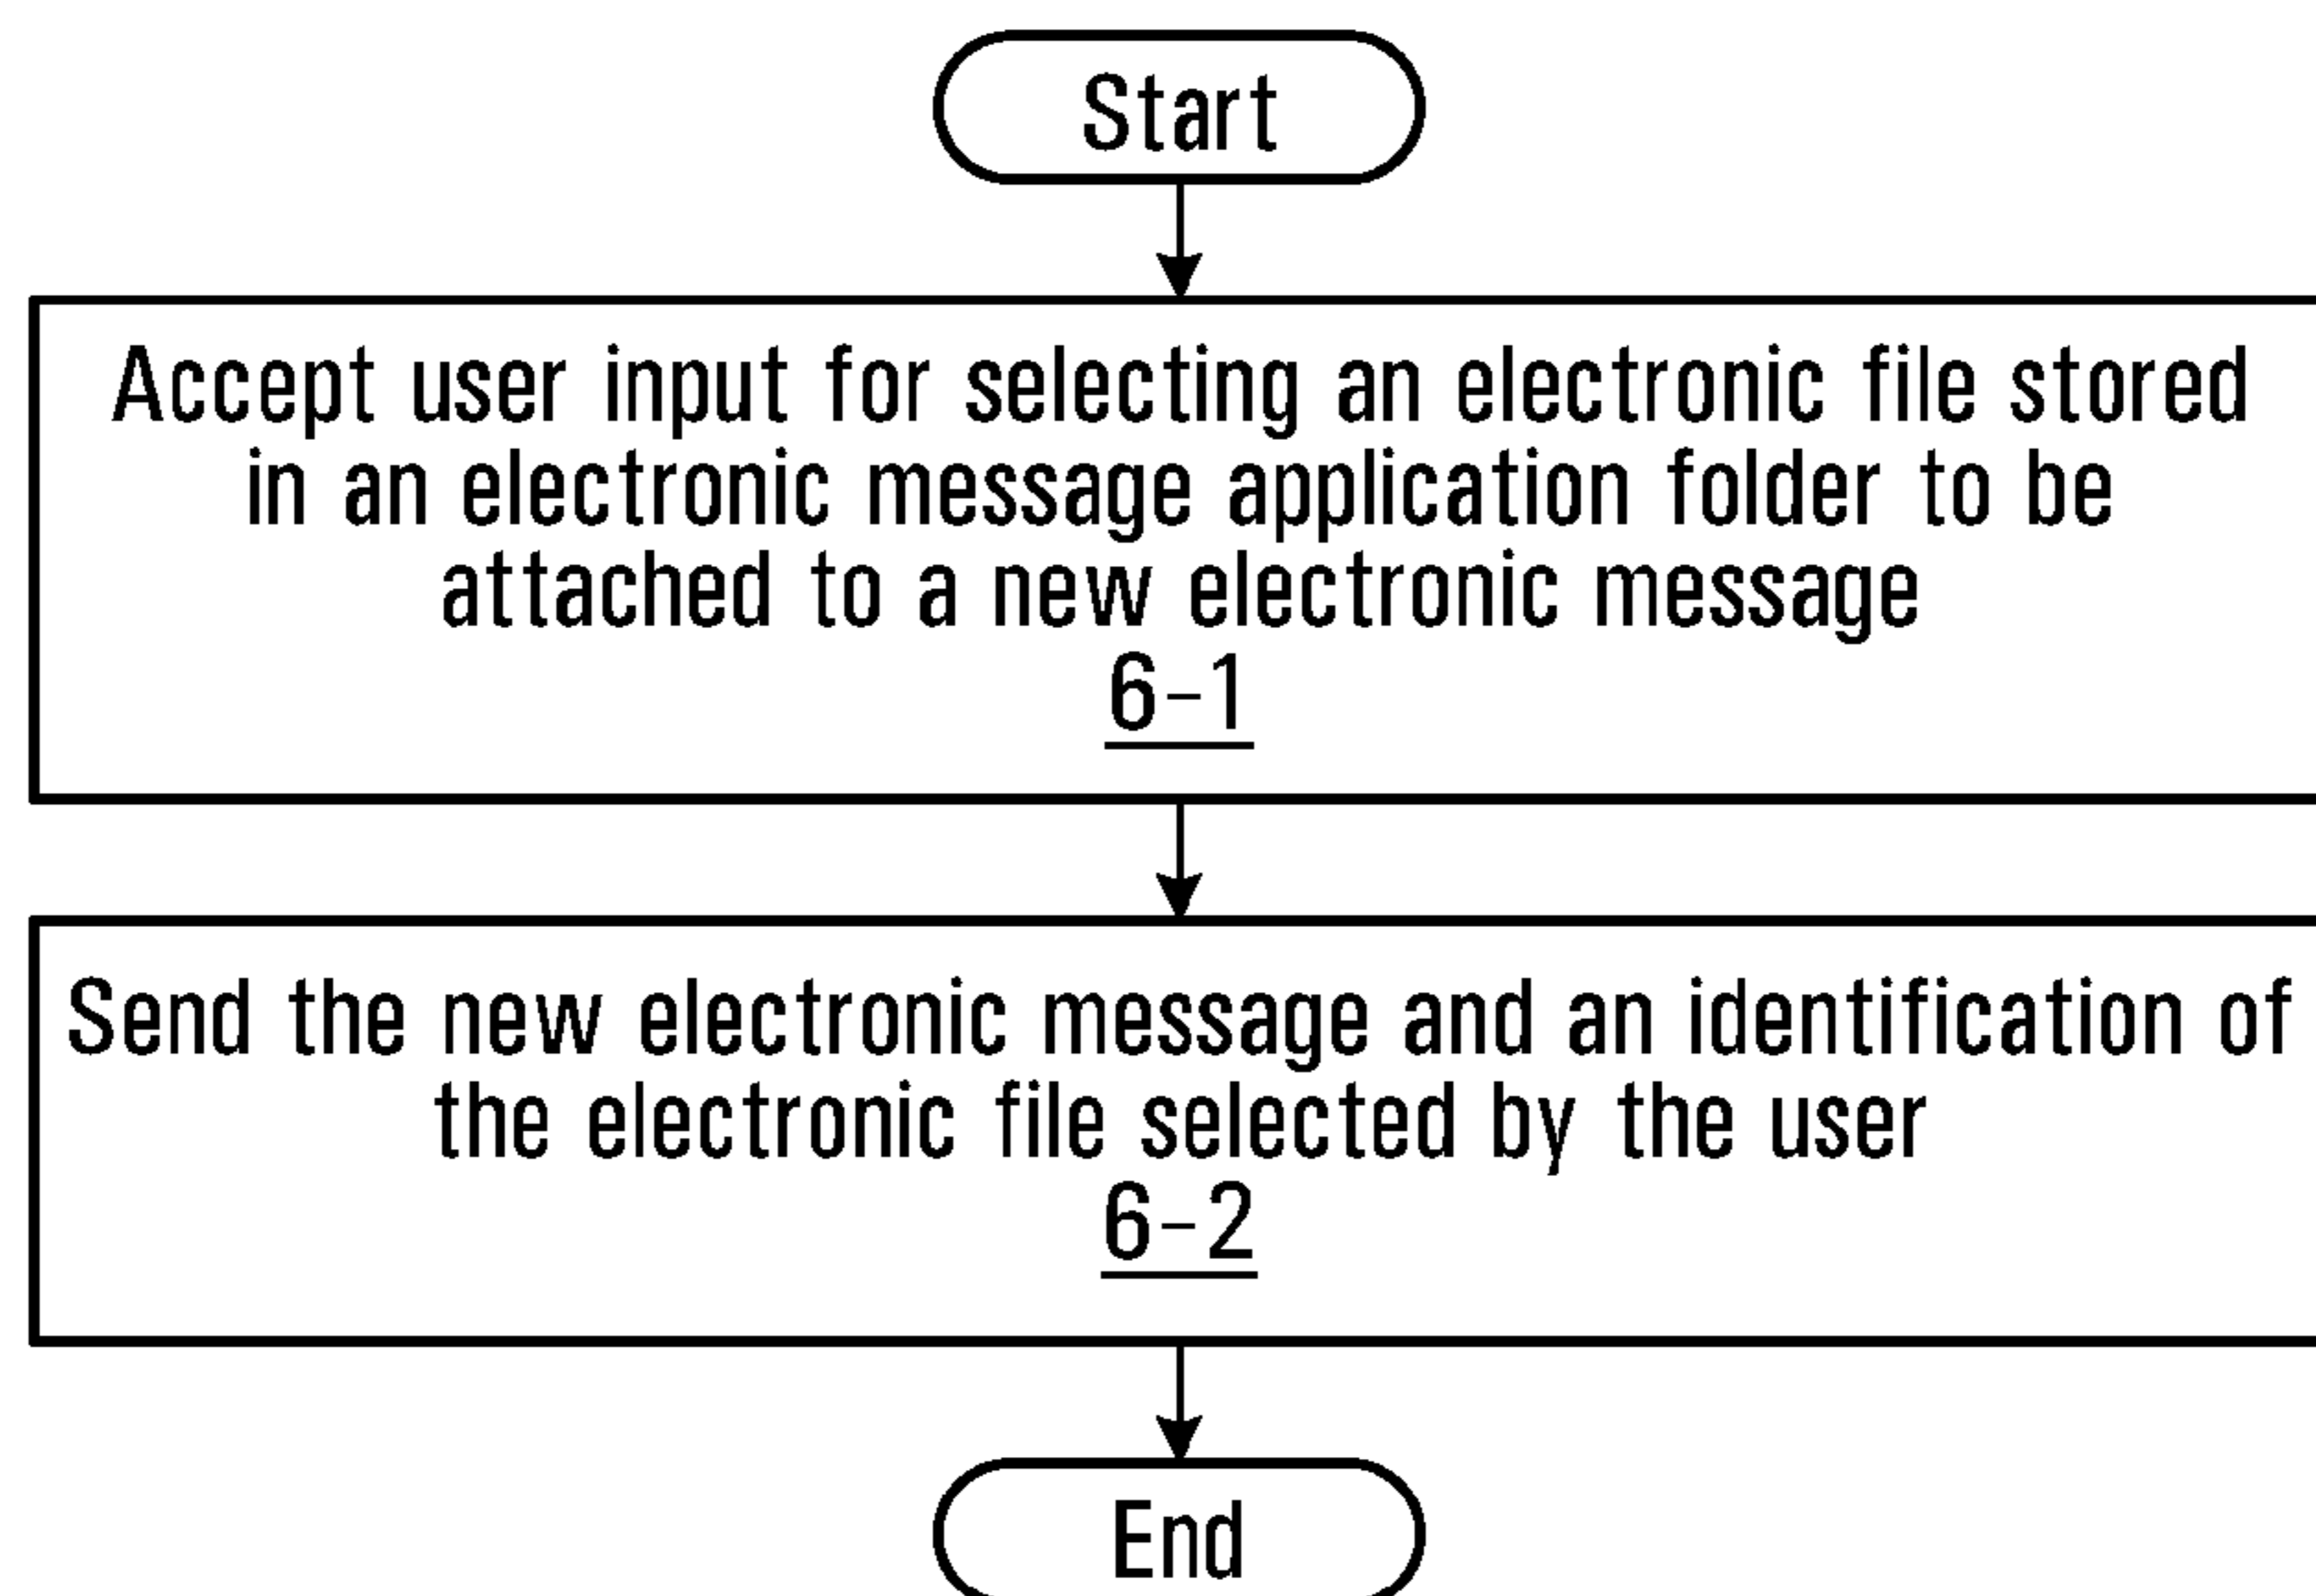 Start
Accept user input for selecting an electronic file stored
in an electronic message application folder to be
attached to a new electronic message
6-1
Send the new electronic message and an identification of
the electronic file selected by the user
6-2
End